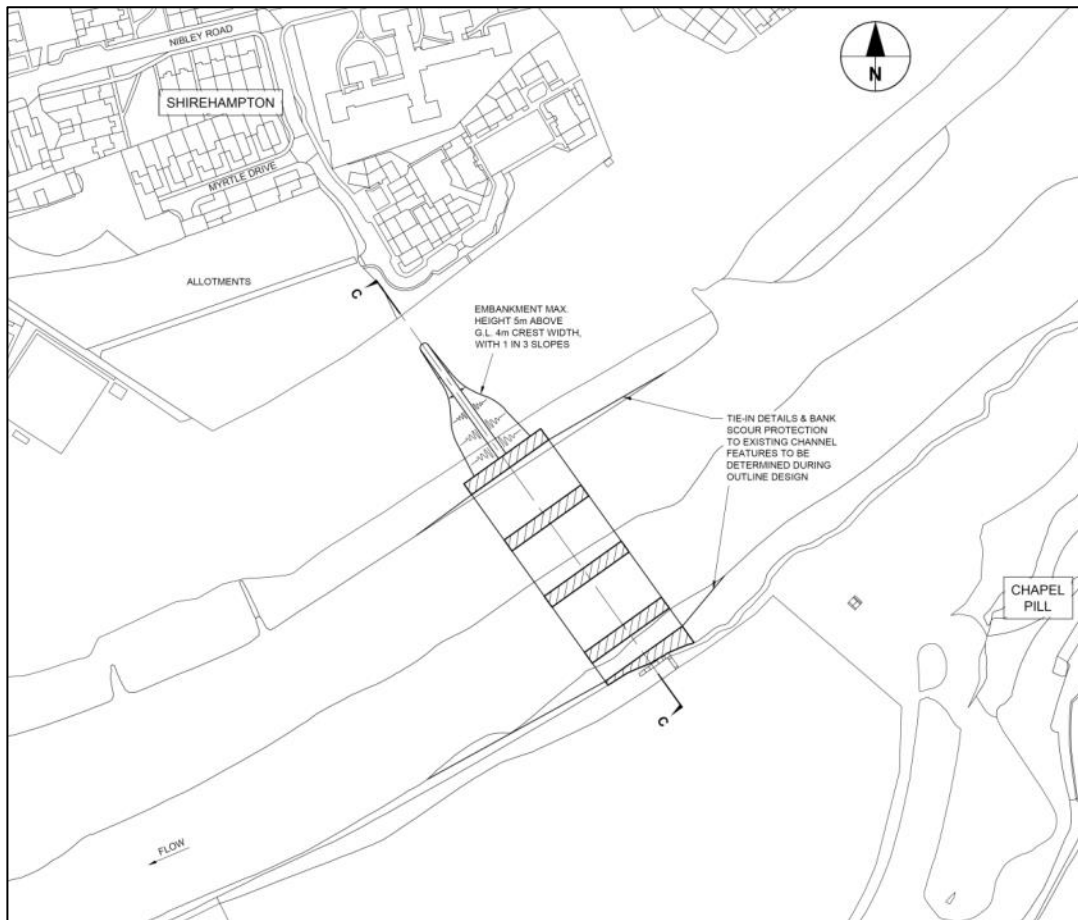 NIBLEY ROAD
SHIREHAMPTON
N
MYRTLE DRIVE
ALLOTMENTS
C
EMBANKMENT MAX.
HEIGHT 5m ABOVE
G.L. 4m CREST WIDTH,
WITH 1 IN 3 SLOPES
TIE-IN DETAILS & BANK
SCOUR PROTECTION
TO EXISTING CHANNEL
FEATURES TO BE
DETERMINED DURING
OUTLINE DESIGN
CHAPEL
PILL
C
FLOW